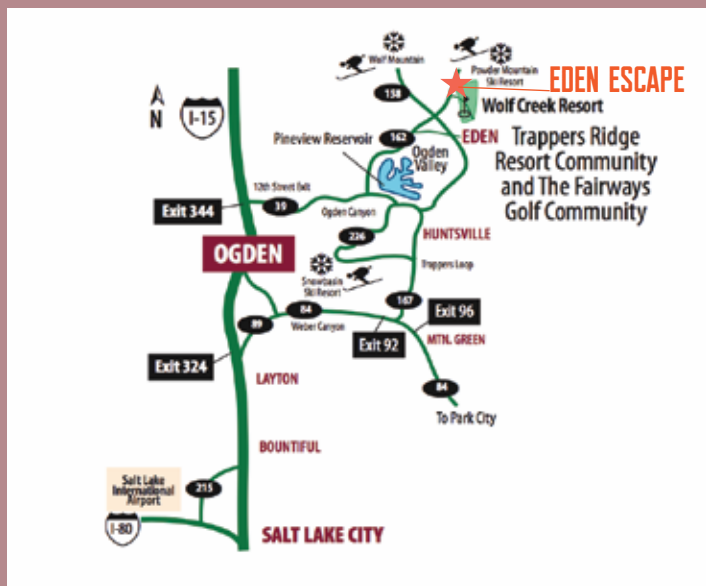 Wolf Mountain
Powder Mountain
Ski Resort
EDEN ESCAPE
158
Wolf Creek Resort
N
I-15
162
EDEN
Pineview Reservoir
Ogden
Valley
Trappers Ridge
Resort Community
and The Fairways
Golf Community
12th Street Exit
39
Exit 344
Ogden Canyon
226
HUNTSVILLE
OGDEN
Trappers Loop
Snowbasin
Ski Resort
167
84
Exit 96
89
Weber Canyon
Exit 92
MTN. GREEN
Exit 324
LAYTON
84
To Park City
BOUNTIFUL
Salt Lake
International
Airport
215
I-80
SALT LAKE CITY